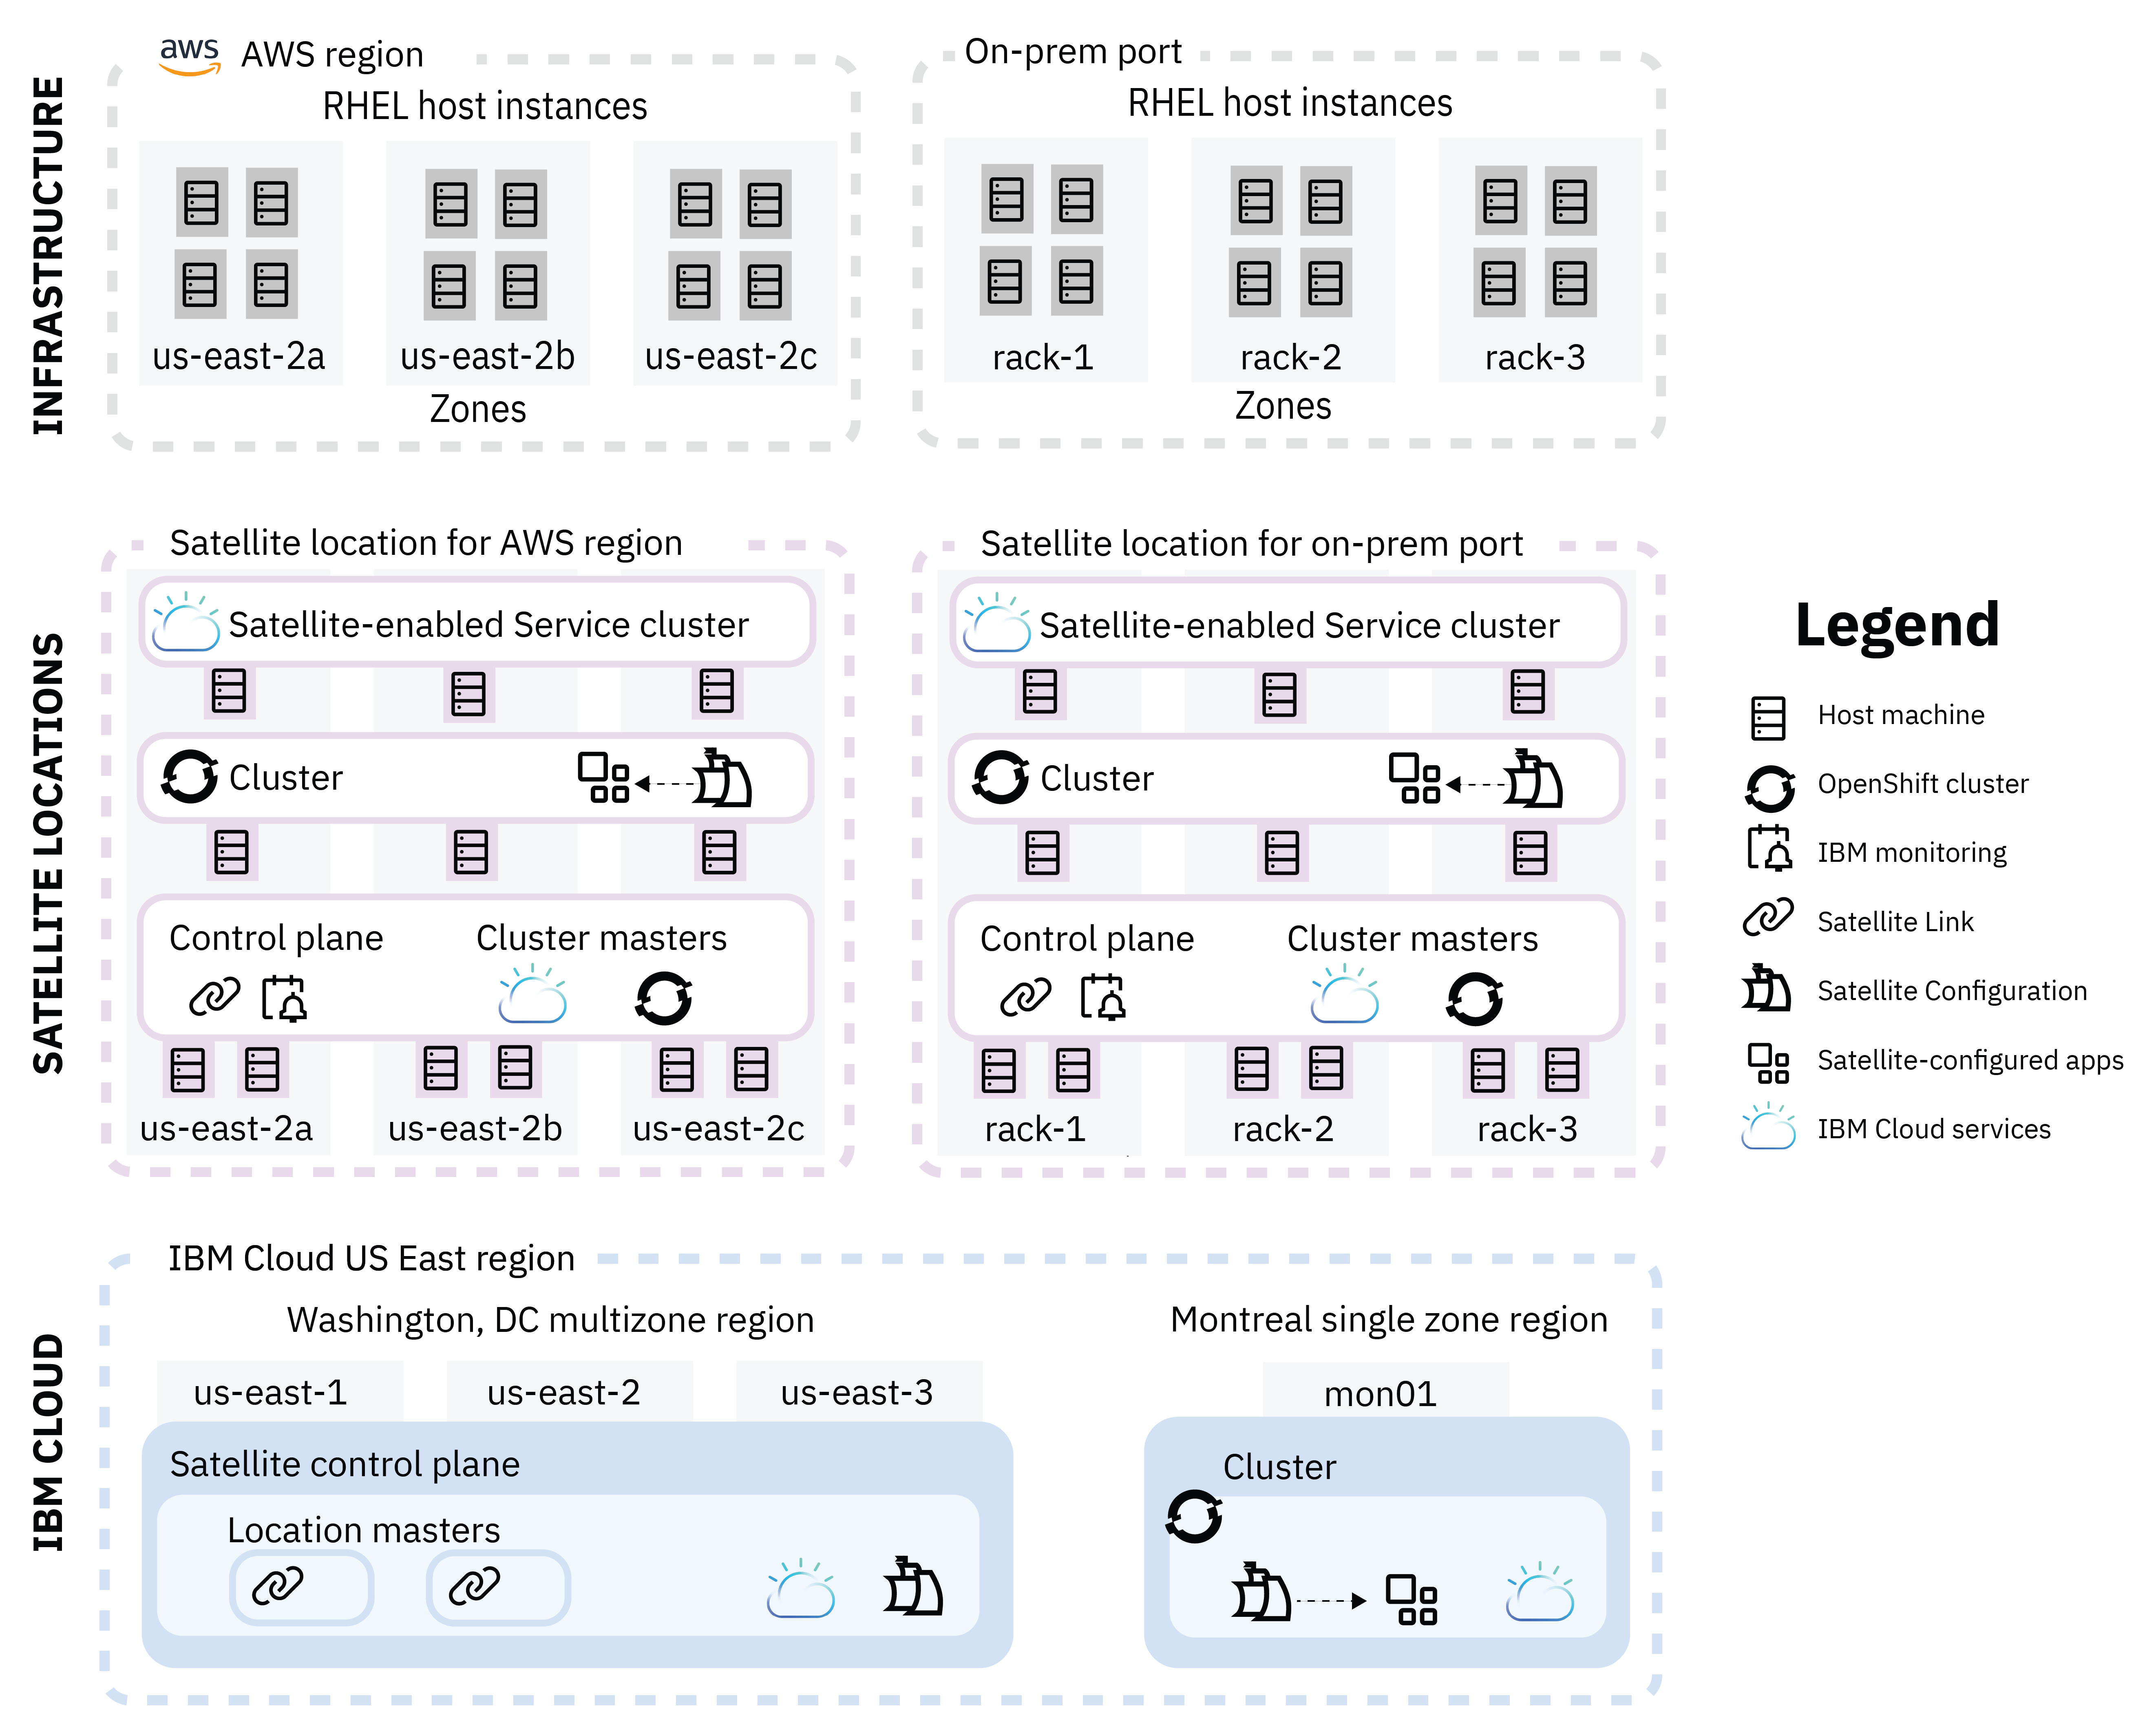 INFRASTRUCTURE
aws
AWS region
RHEL host instances
us-east-2a
us-east-2b
us-east-2c
Zones
On-prem port
RHEL host instances
rack-1
rack-2
rack-3
Zones
SATELLITE LOCATIONS
Satellite location for AWS region
Satellite-enabled Service cluster
Cluster
Control plane
Cluster masters
us-east-2a
us-east-2b
us-east-2c
Satellite location for on-prem port
Satellite-enabled Service cluster
Cluster
Control plane
Cluster masters
rack-1
rack-2
rack-3
Legend
Host machine
OpenShift cluster
IBM monitoring
Satellite Link
Satellite Configuration
Satellite-configured apps
IBM Cloud services
IBM CLOUD
IBM Cloud US East region
Washington, DC multizone region
us-east-1
us-east-2
us-east-3
Satellite control plane
Location masters
Montreal single zone region
mon01
Cluster